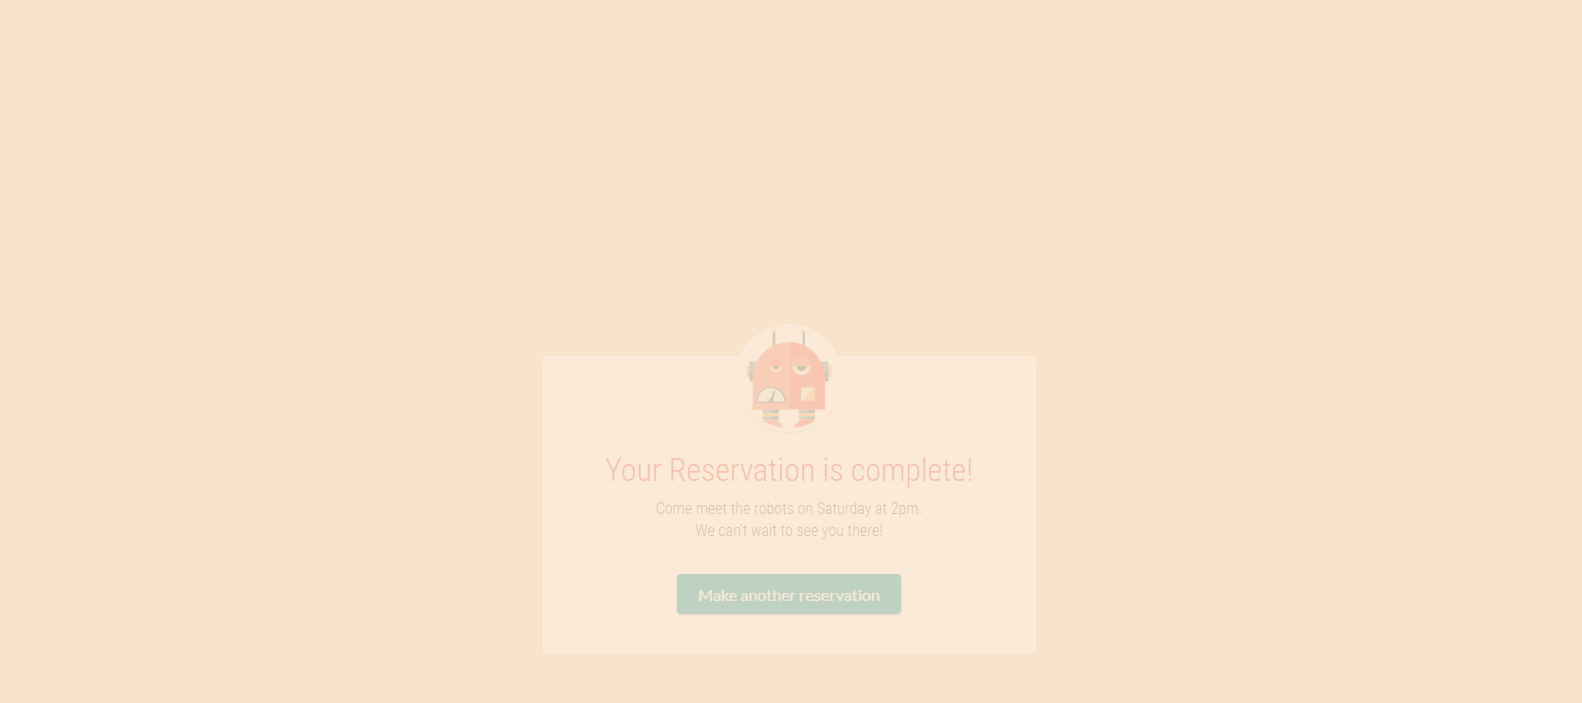 Your Reservation is complete!
Come meet the robots on Saturday at 2pm.
We can't wait to see you there!
Make another reservation